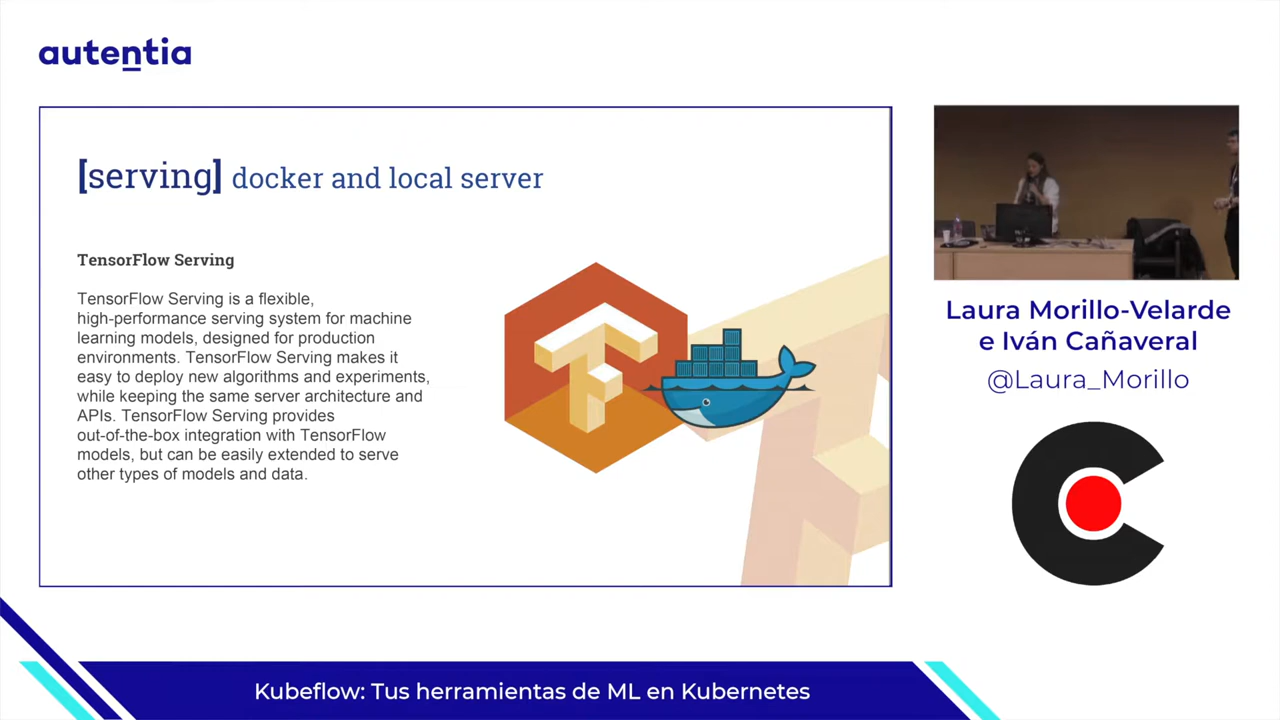 autentia
[serving] docker and local server
TensorFlow Serving
TensorFlow Serving is a flexible,
high-performance serving system for machine
learning models, designed for production
environments. TensorFlow Serving makes it
easy to deploy new algorithms and experiments,
while keeping the same server architecture and
APIs. TensorFlow Serving provides
out-of-the-box integration with TensorFlow
models, but can be easily extended to serve
other types of models and data.
Laura Morillo-Velarde
e Iván Cañaveral
@Laura_Morillo
Kubeflow: Tus herramientas de ML en Kubernetes